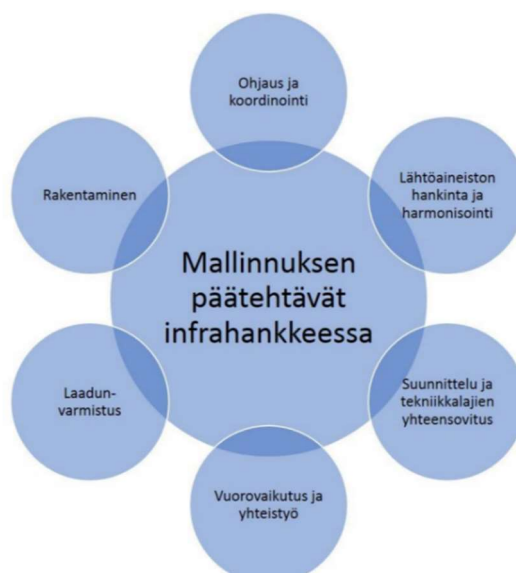 Ohjaus ja
koordinointi
Lähtöaineiston
hankinta ja
harmonisointi
Suunnittelu ja
tekniikkalajien
yhteensovitus
Vuorovaikutus ja
yhteistyö
Laadun-
varmistus
Rakentaminen
Mallinnuksen
päätehtävät
infrahankkeessa